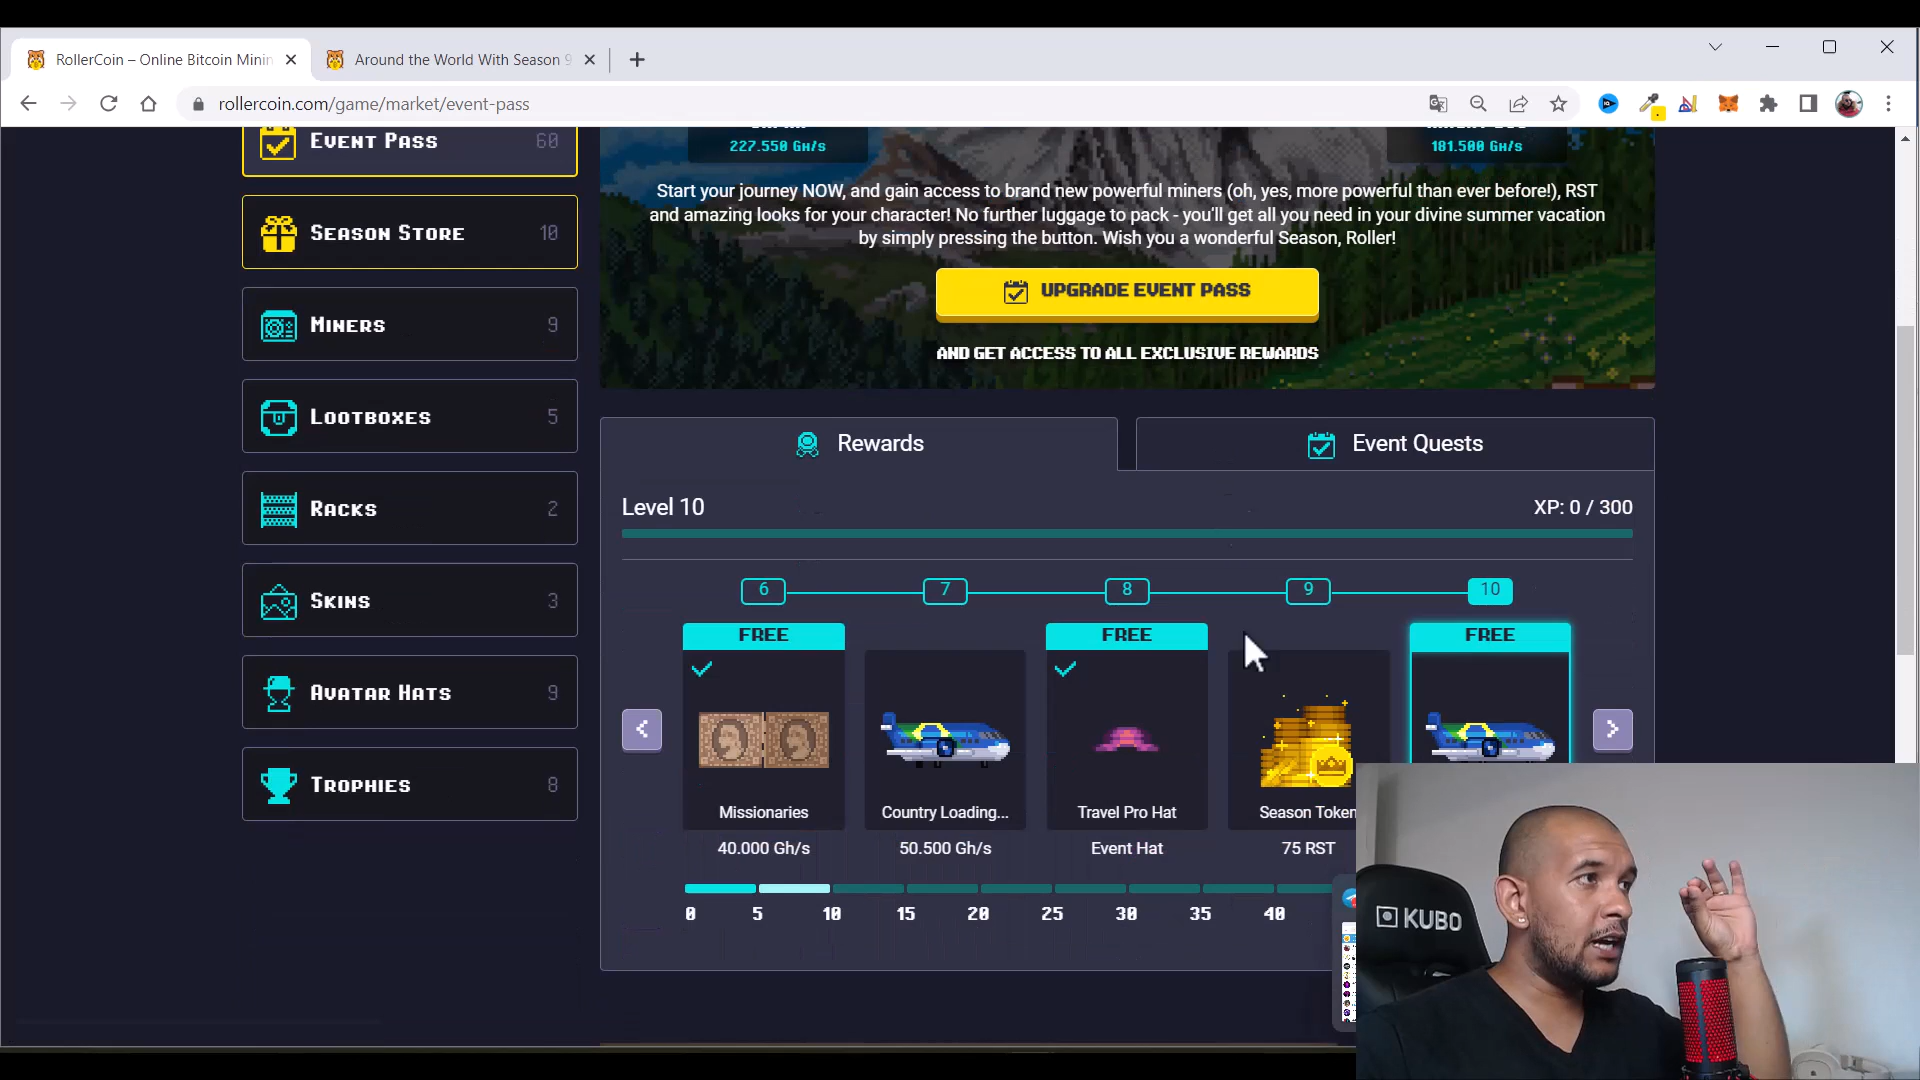 RollerCoin – Online Bitcoin Minin
Around the World With Season 9
rollercoin.com/game/market/event-pass
EVENT PASS 60
SEASON STORE 10
MINERS 9
LOOTBOXES 5
RACKS 2
SKINS 3
AVATAR HATS 9
TROPHIES 8
227.550 Gh/s
181.500 Gh/s
Start your journey NOW, and gain access to brand new powerful miners (oh, yes, more powerful than ever before!), RST
and amazing looks for your character! No further luggage to pack - you'll get all you need in your divine summer vacation
by simply pressing the button. Wish you a wonderful Season, Roller!
UPGRADE EVENT PASS
AND GET ACCESS TO ALL EXCLUSIVE REWARDS
Rewards
Event Quests
Level 10
XP: 0 / 300
6 7 8 9 10
FREE FREE FREE
Missionaries
Country Loading...
Travel Pro Hat
Season Token
40.000 Gh/s
50.500 Gh/s
Event Hat
75 RST
0 5 10 15 20 25 30 35 40
KUBO